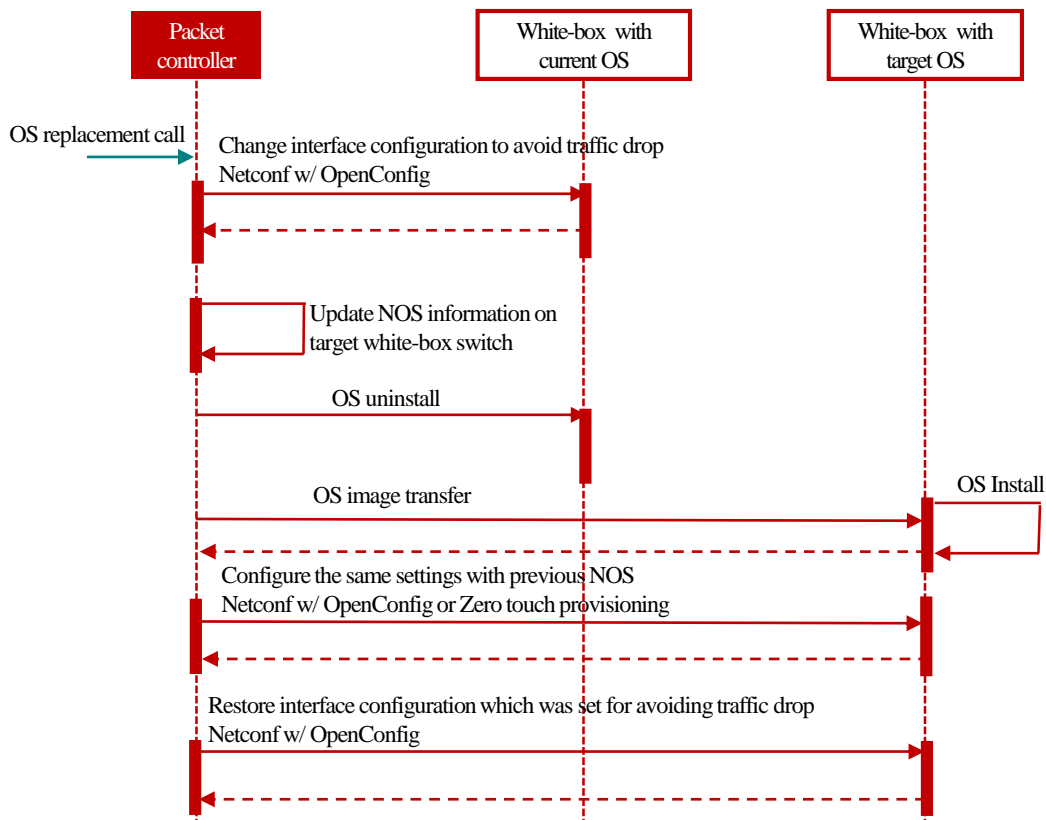 Packet
controller
White-box with
current OS
White-box with
target OS
OS replacement call
Change interface configuration to avoid traffic drop
Netconf w/ OpenConfig
Update NOS information on
target white-box switch
OS uninstall
OS image transfer
OS Install
Configure the same settings with previous NOS
Netconf w/ OpenConfig or Zero touch provisioning
Restore interface configuration which was set for avoiding traffic drop
Netconf w/ OpenConfig